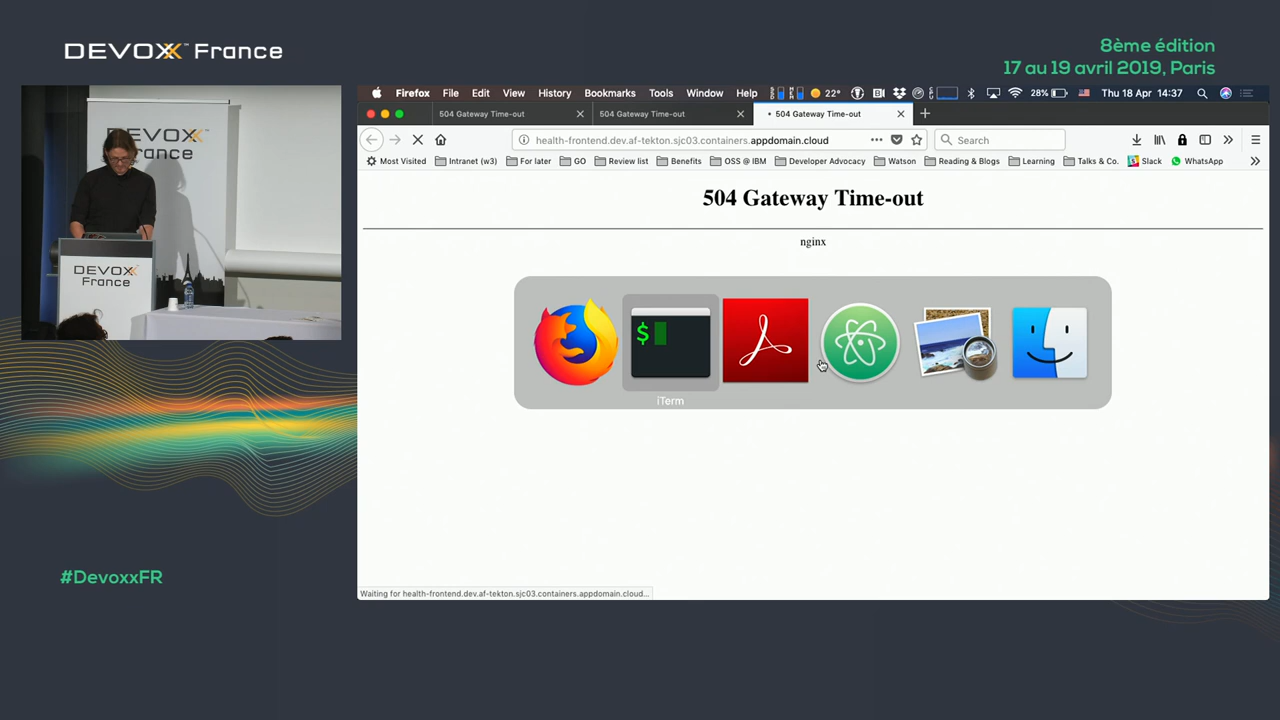 DEVOXX™ France
8ème édition
17 au 19 avril 2019, Paris
DEVOXX
France
DEVOXX
France
#DevoxxFR
Firefox File Edit View History Bookmarks Tools Window Help 22° 28% Thu 18 Apr 14:37
504 Gateway Time-out
504 Gateway Time-out
504 Gateway Time-out
health-frontend.dev.af-tekton.sjc03.containers.appdomain.cloud
Search
Most Visited Intranet (w3) For later GO Review list Benefits OSS @ IBM Developer Advocacy Watson Reading & Blogs Learning Talks & Co. Slack WhatsApp
504 Gateway Time-out
nginx
$
iTerm
Waiting for health-frontend.dev.af-tekton.sjc03.containers.appdomain.cloud...